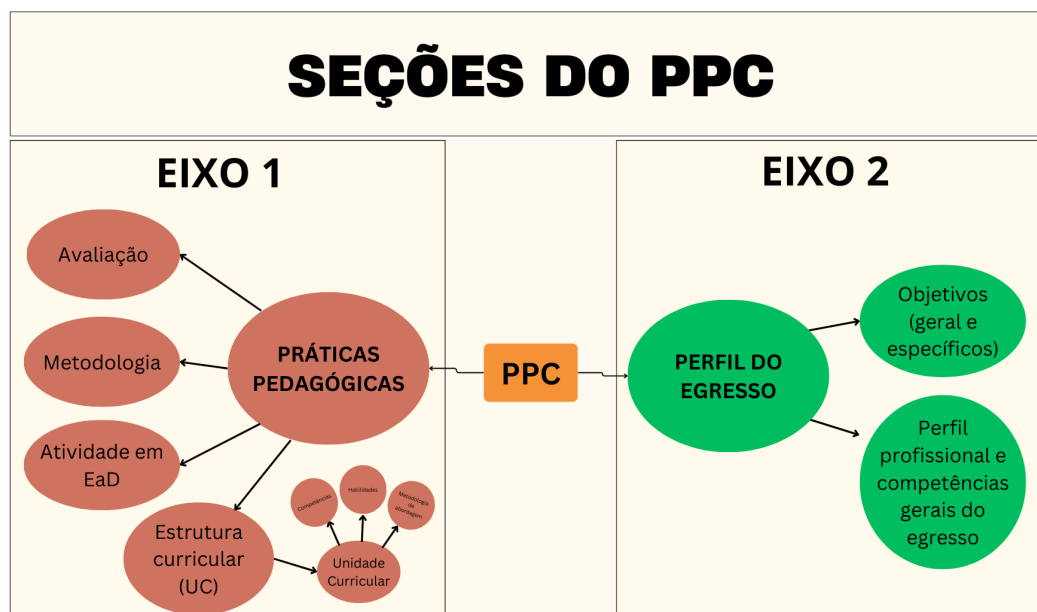 SEÇÕES DO PPC
EIXO 1
Avaliação
Metodologia
Atividade em
EaD
PRÁTICAS
PEDAGÓGICAS
Estrutura
curricular
(UC)
Competências
Habilidades
Metodologia
de
abordagem
Unidade
Curricular
PPC
EIXO 2
PERFIL DO
EGRESSO
Objetivos
(geral e
específicos)
Perfil
profissional e
competências
gerais do
egresso